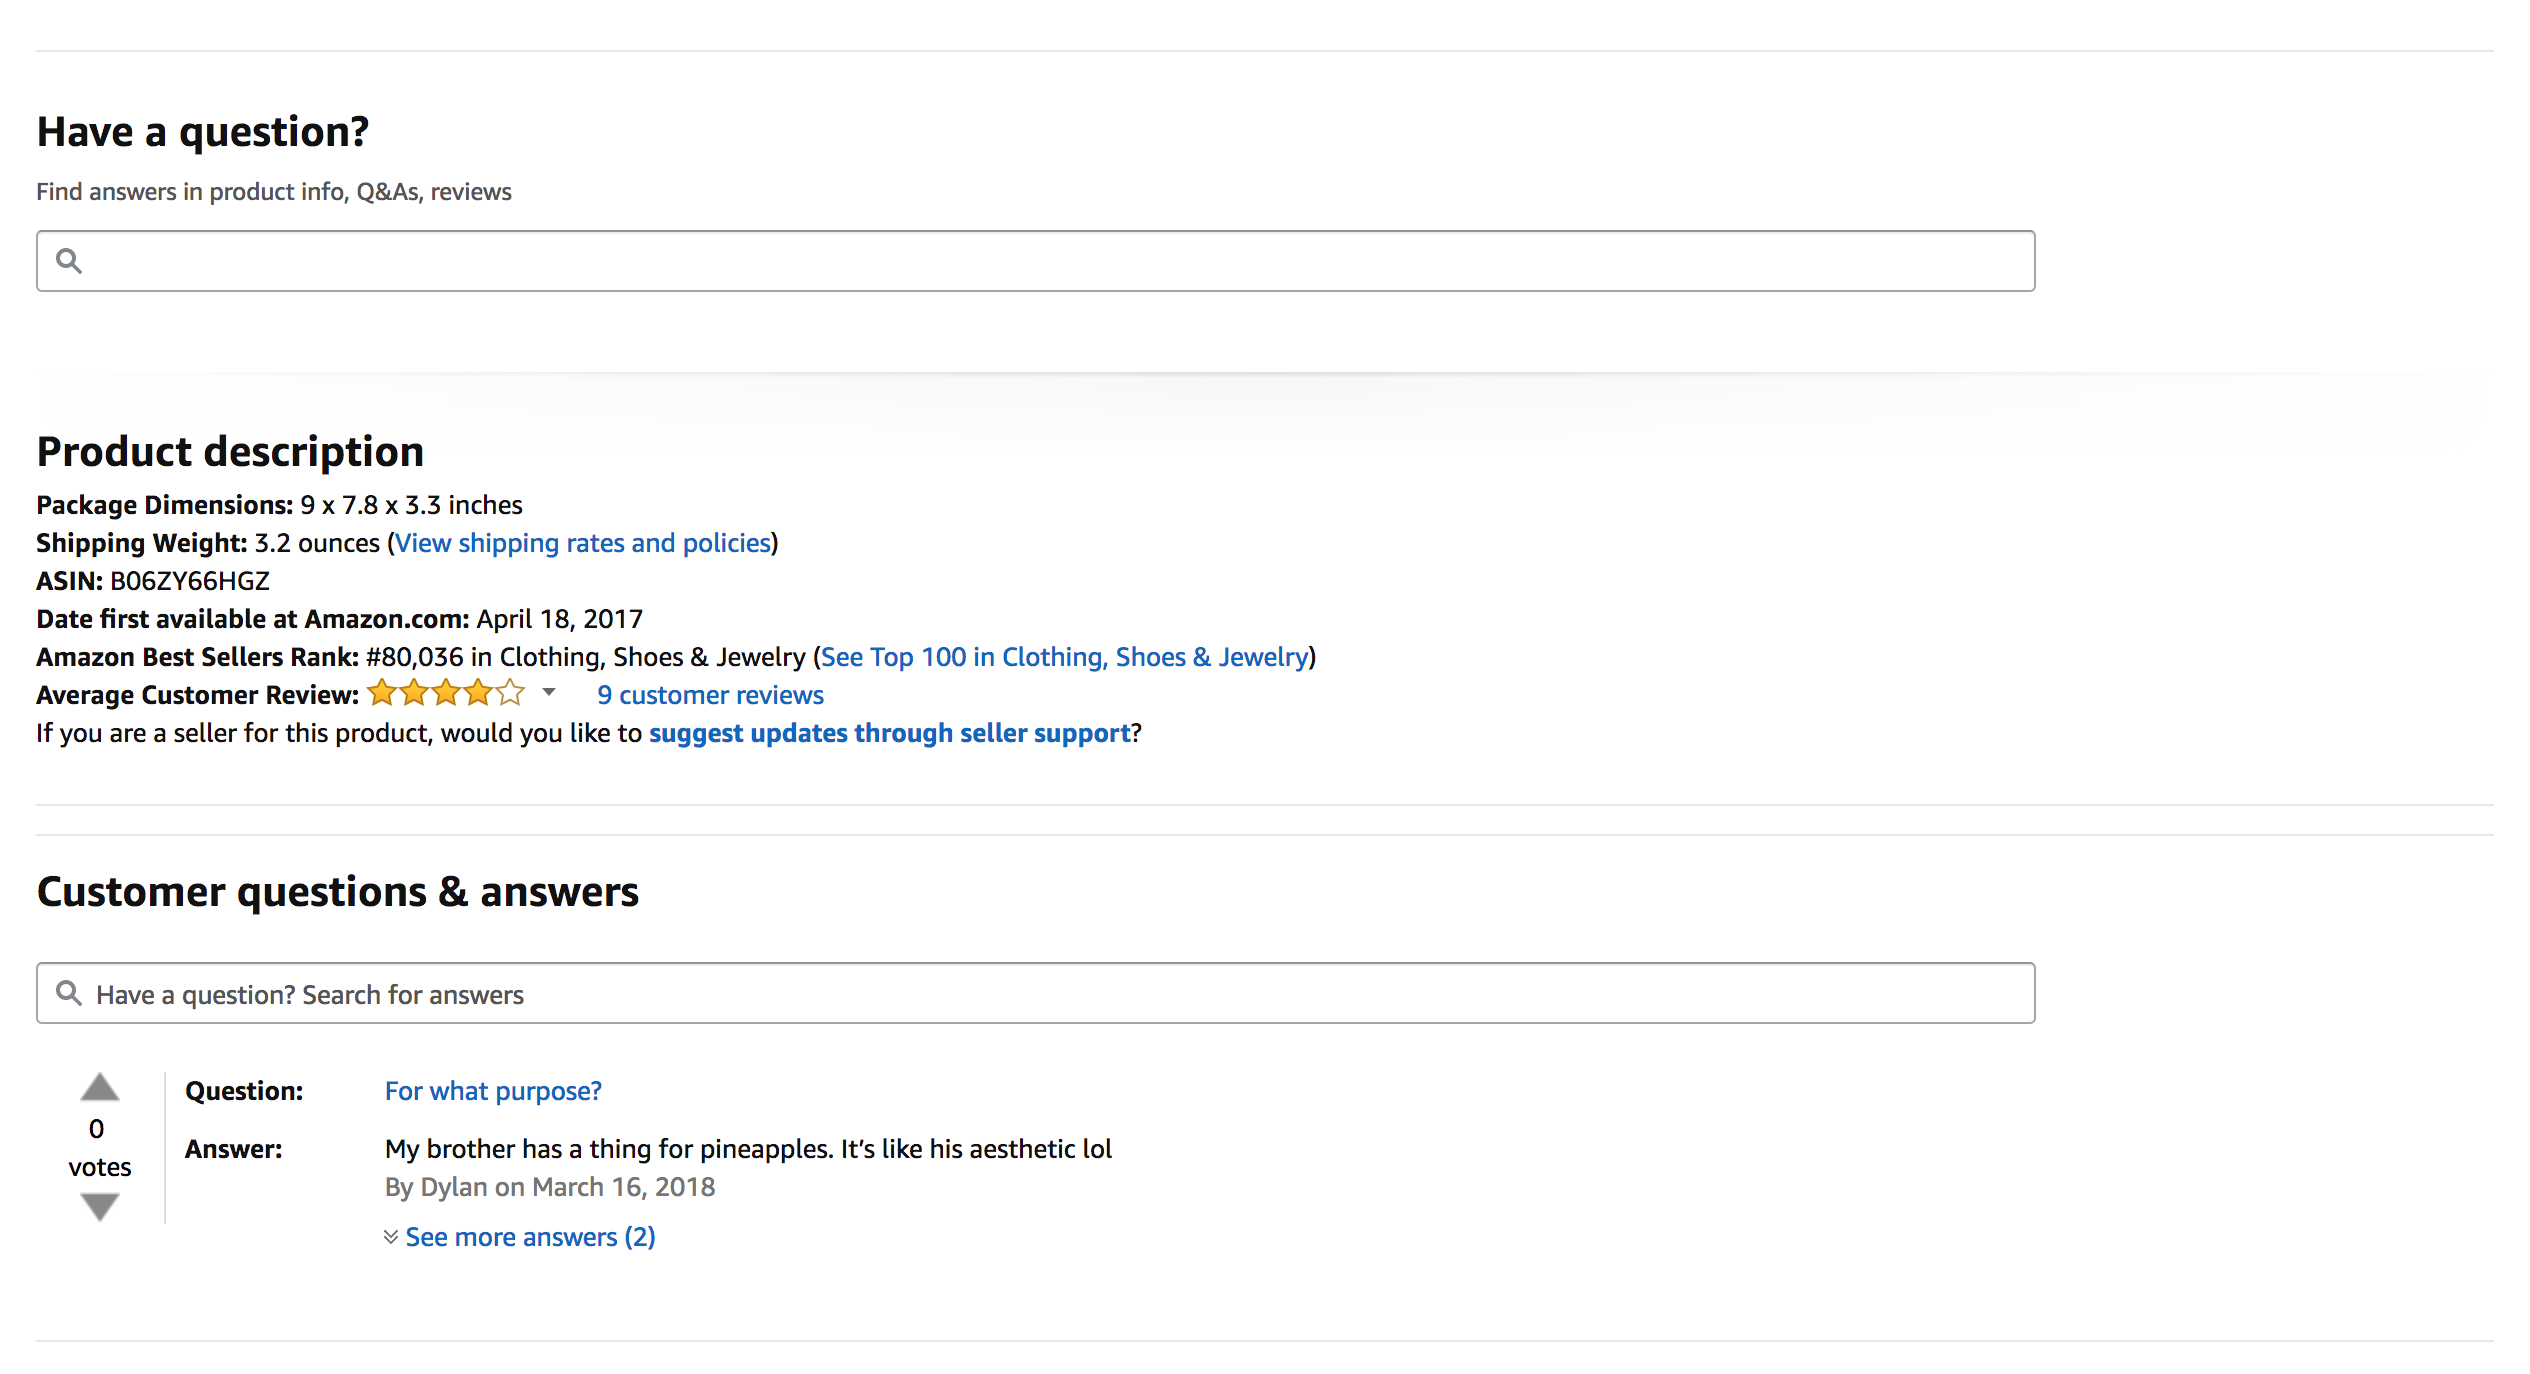 Have a question?
Find answers in product info, Q&As, reviews
Product description
Package Dimensions: 9 x 7.8 x 3.3 inches
Shipping Weight: 3.2 ounces (View shipping rates and policies)
ASIN: B06ZY66HGZ
Date first available at Amazon.com: April 18, 2017
Amazon Best Sellers Rank: #80,036 in Clothing, Shoes & Jewelry (See Top 100 in Clothing, Shoes & Jewelry)
Average Customer Review: 9 customer reviews
If you are a seller for this product, would you like to suggest updates through seller support?
Customer questions & answers
Have a question? Search for answers
0
votes
Question: For what purpose?
Answer: My brother has a thing for pineapples. It’s like his aesthetic lol
By Dylan on March 16, 2018
See more answers (2)